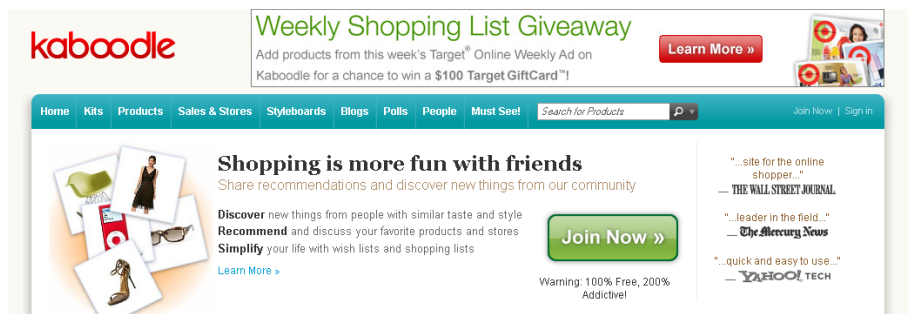 kaboodle
Weekly Shopping List Giveaway
Add products from this week's Target® Online Weekly Ad on
Kaboodle for a chance to win a $100 Target GiftCard™!
Learn More »
Home Kits Products Sales & Stores Styleboards Blogs Polls People Must See! Search for Products Join Now | Sign in
Shopping is more fun with friends
Share recommendations and discover new things from our community
Discover new things from people with similar taste and style
Recommend and discuss your favorite products and stores
Simplify your life with wish lists and shopping lists
Learn More »
Join Now »
Warning: 100% Free, 200%
Addictive!
"...site for the online
shopper..."
— THE WALL STREET JOURNAL.
"...leader in the field..."
— The Mercury News
"...quick and easy to use..."
— YAHOO! TECH